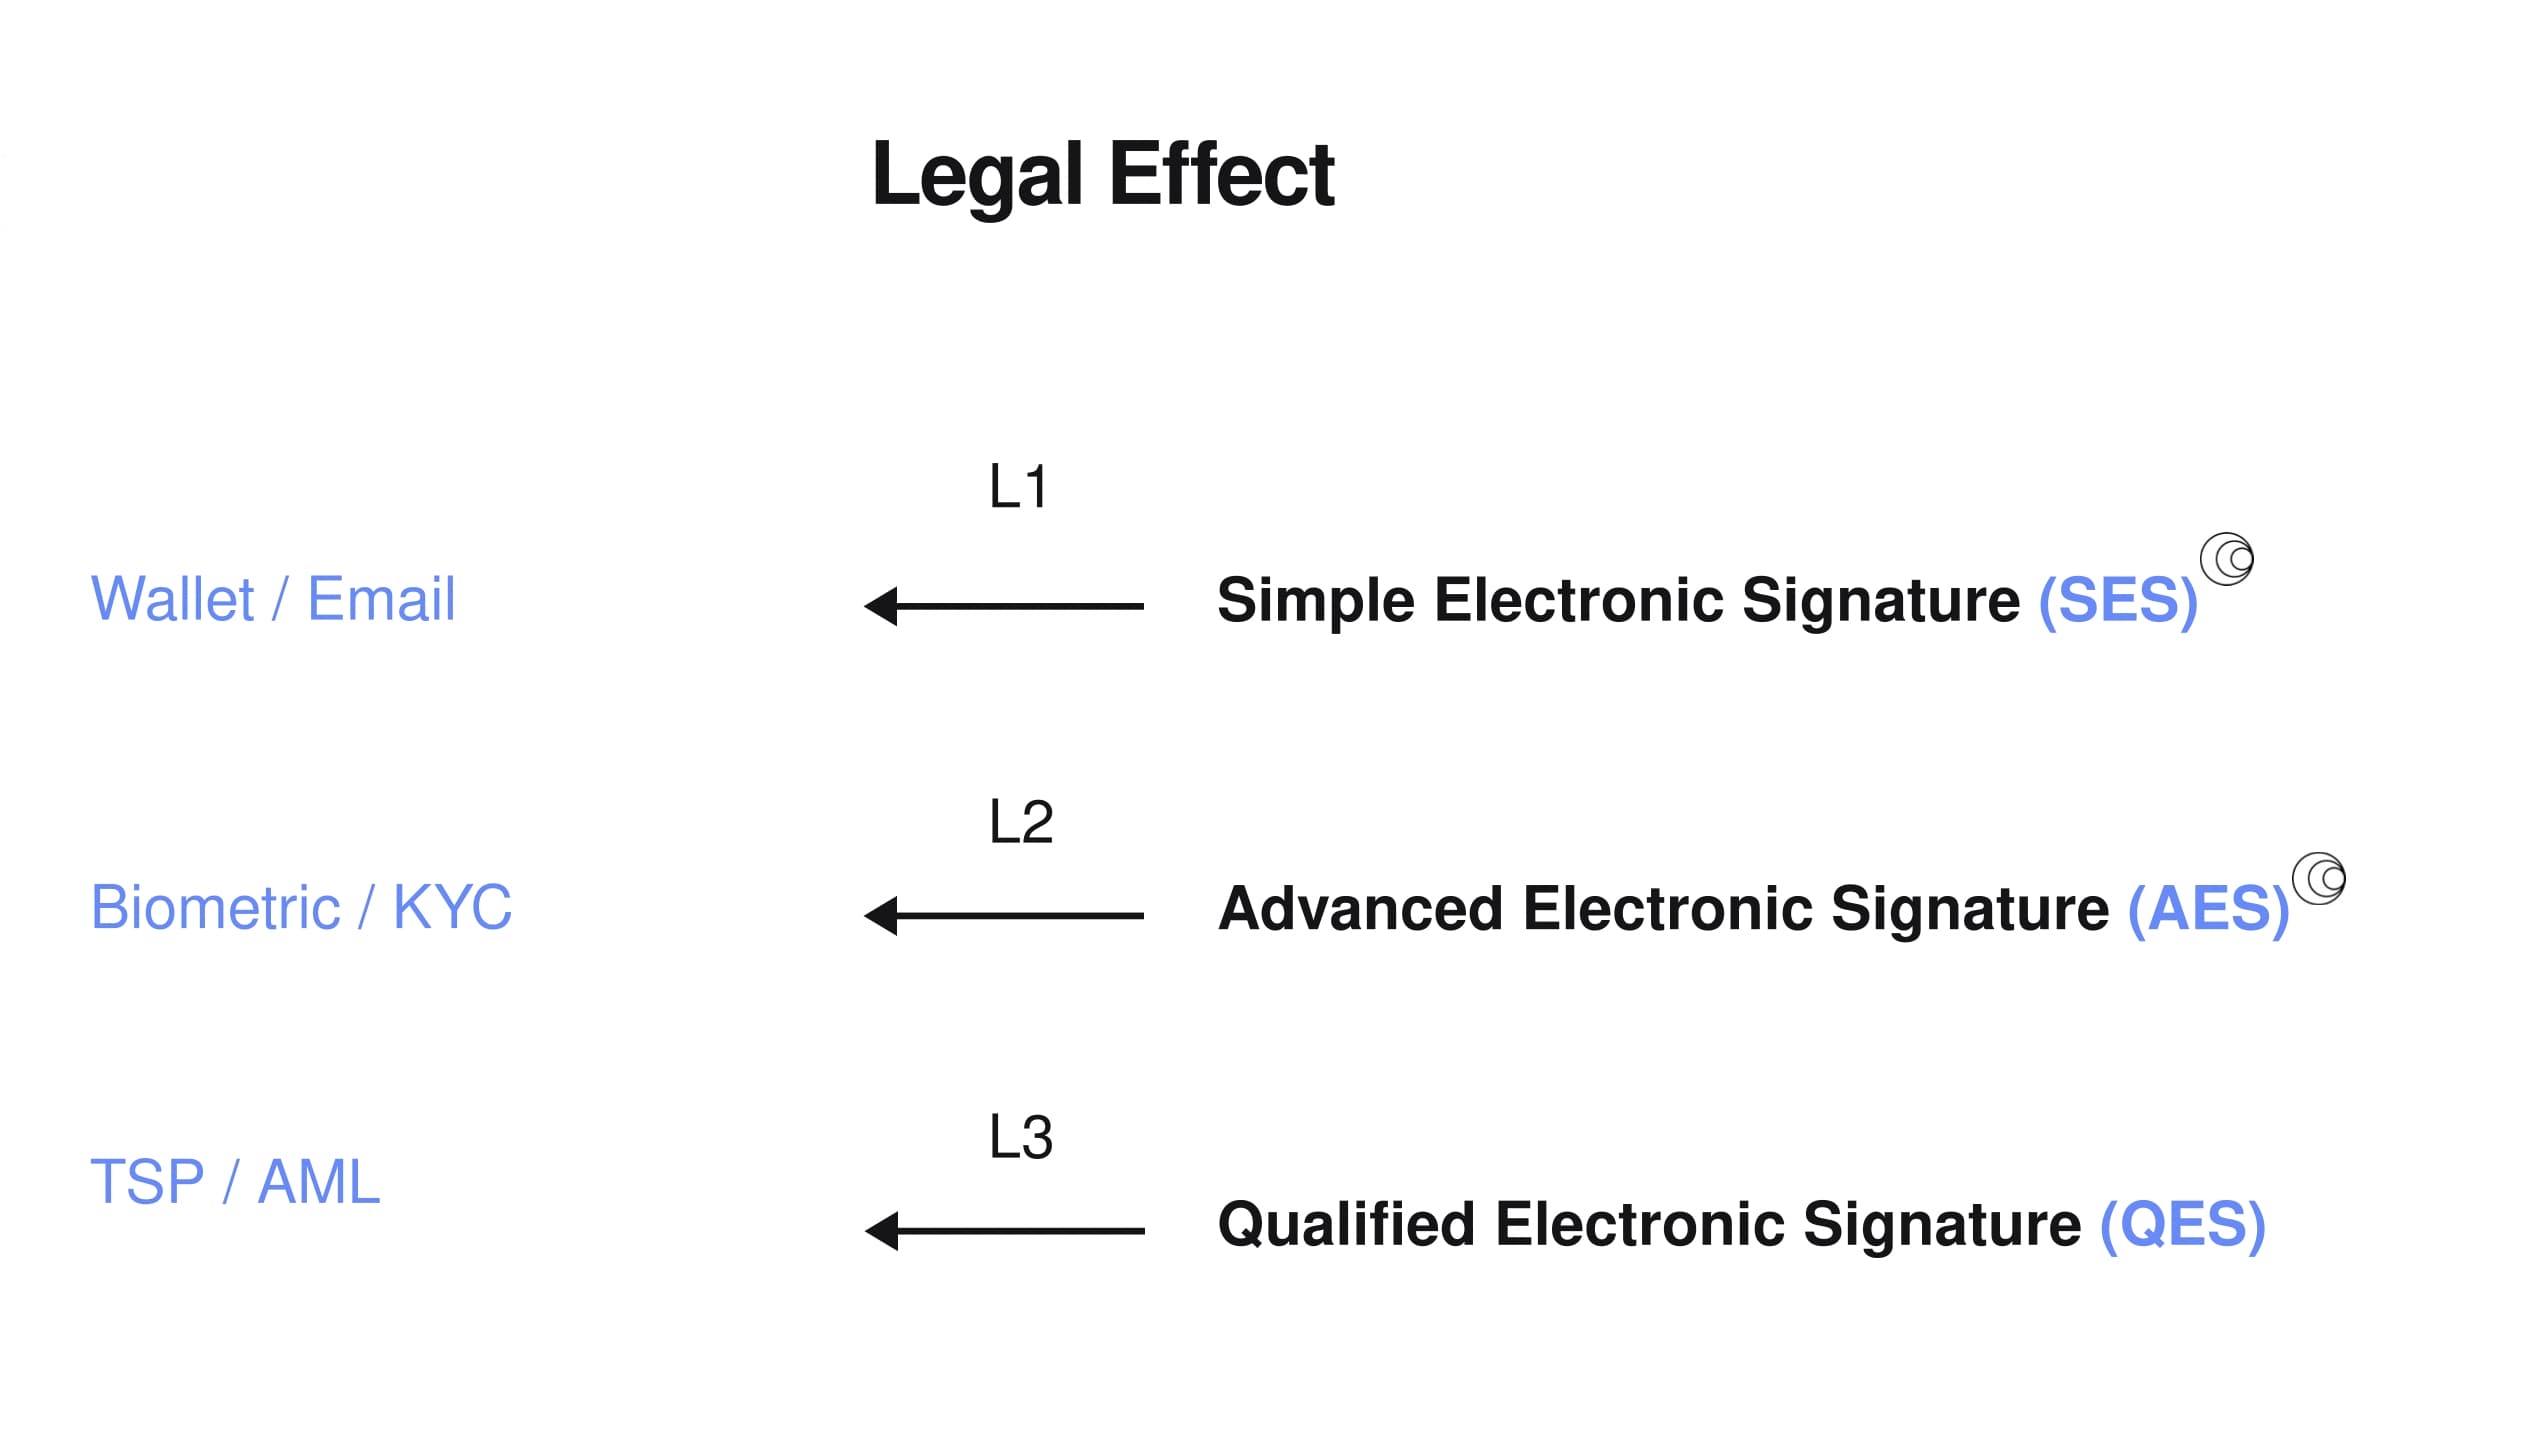 Legal Effect
L1
Wallet / Email
Simple Electronic Signature (SES)
L2
Biometric / KYC
Advanced Electronic Signature (AES)
L3
TSP / AML
Qualified Electronic Signature (QES)